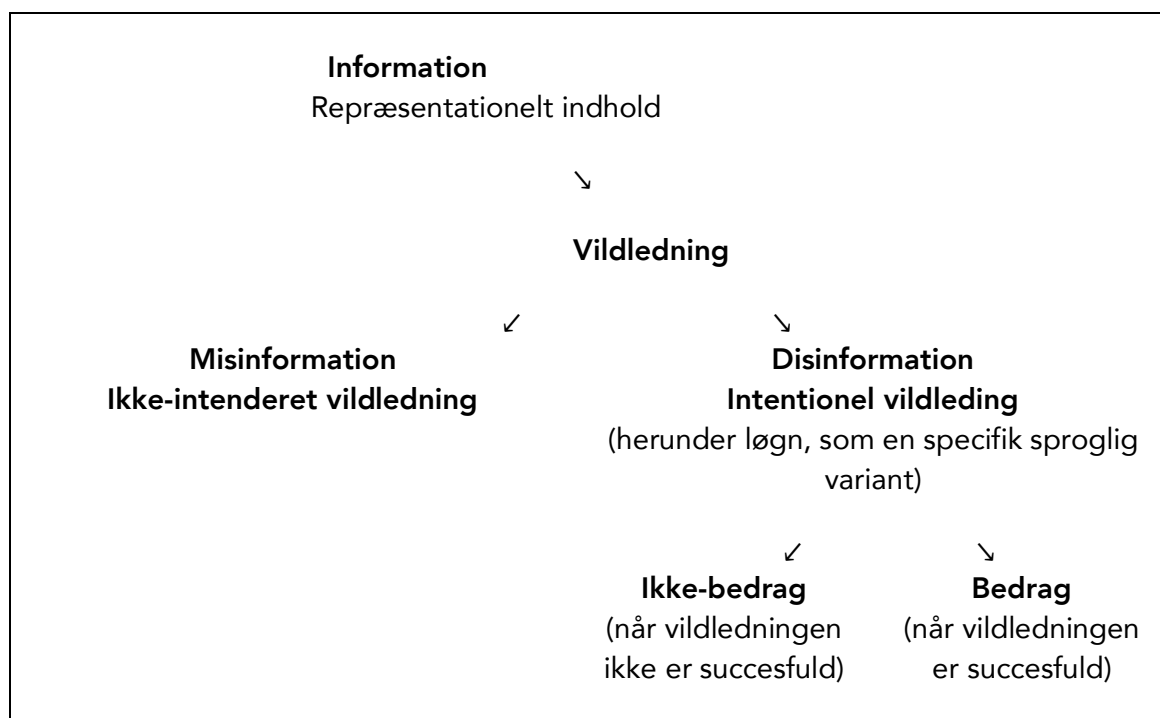 Information
Repræsentationelt indhold
↘
Vildledning
↙ ↘
Misinformation Disinformation
Ikke-intenderet vildledning Intentionel vildleding
(herunder løgn, som en specifik sproglig
variant)
↙ ↘
Ikke-bedrag Bedrag
(når vildledningen (når vildledningen
ikke er succesfuld) er succesfuld)